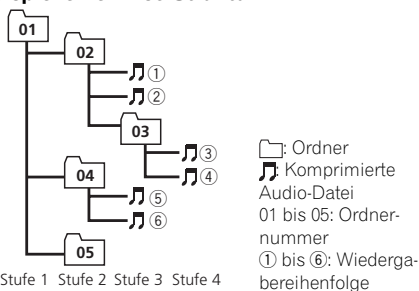 01
02
①
②
03
③
④
04
⑤
⑥
05
Stufe 1 Stufe 2 Stufe 3 Stufe 4
: Ordner
: Komprimierte
Audio-Datei
01 bis 05: Ordner-
nummer
① bis ⑥: Wiederga-
bereihenfolge